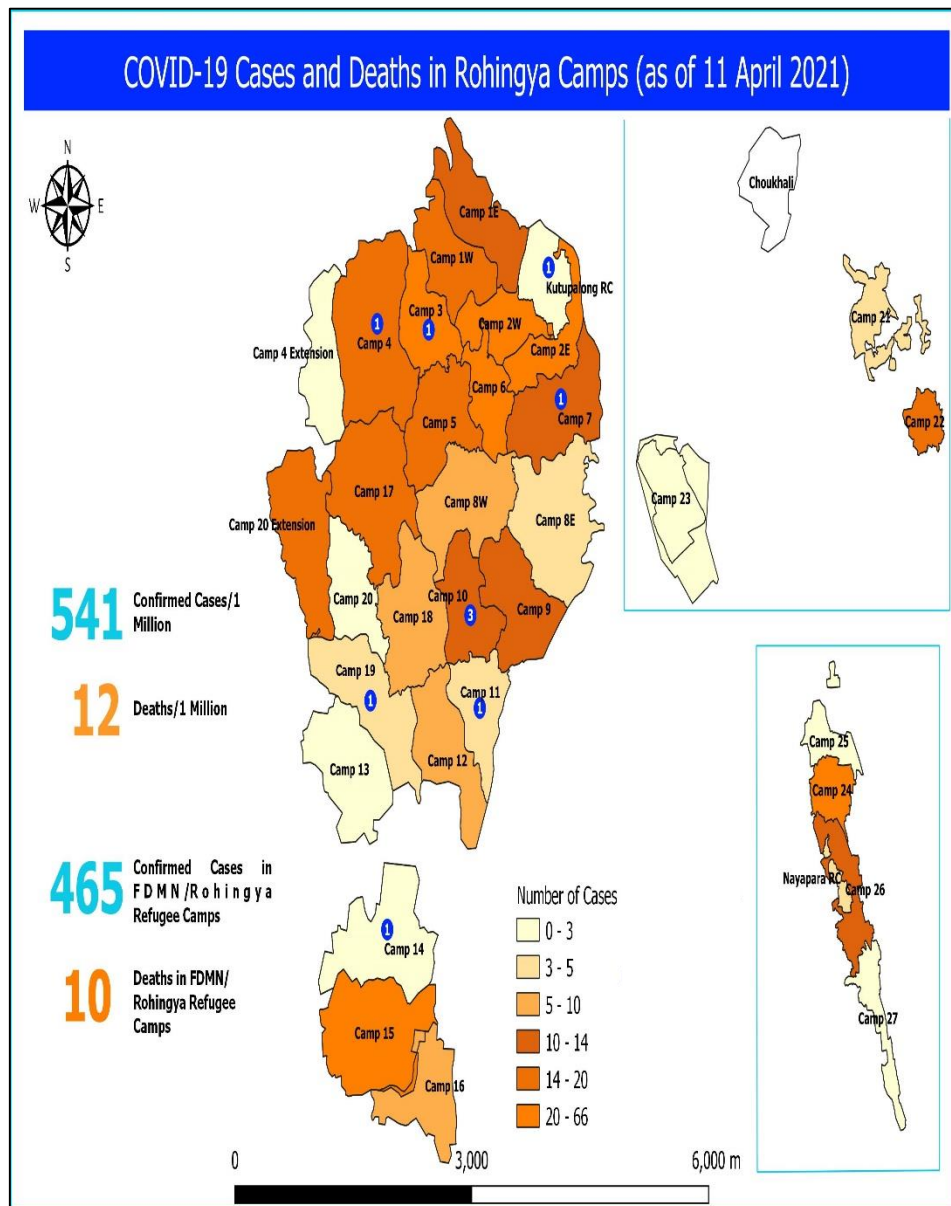 COVID-19 Cases and Deaths in Rohingya Camps (as of 11 April 2021)
N
W E
S
Choukhali
Camp 1E
Camp 1W
1
Kutupalong RC
Camp 3
1
1
Camp 4
Camp 2W
Camp 2E
Camp 4 Extension
Camp 6
1
Camp 7
Camp 5
Camp 21
Camp 22
Camp 23
Camp 17
Camp 8W
Camp 8E
Camp 20 Extension
Camp 20
Camp 18
Camp 10
3
Camp 9
541
Confirmed Cases/1
Million
Camp 19
1
Camp 11
1
12
Deaths/1 Million
Camp 13
Camp 12
Camp 25
Camp 24
Nayapara RC
Camp 26
Camp 27
465
Confirmed Cases in
FDMN/Rohingya
Refugee Camps
10
Deaths in FDMN/
Rohingya Refugee
Camps
1
Camp 14
Camp 15
Camp 16
Number of Cases
0 - 3
3 - 5
5 - 10
10 - 14
14 - 20
20 - 66
0 3,000 6,000 m